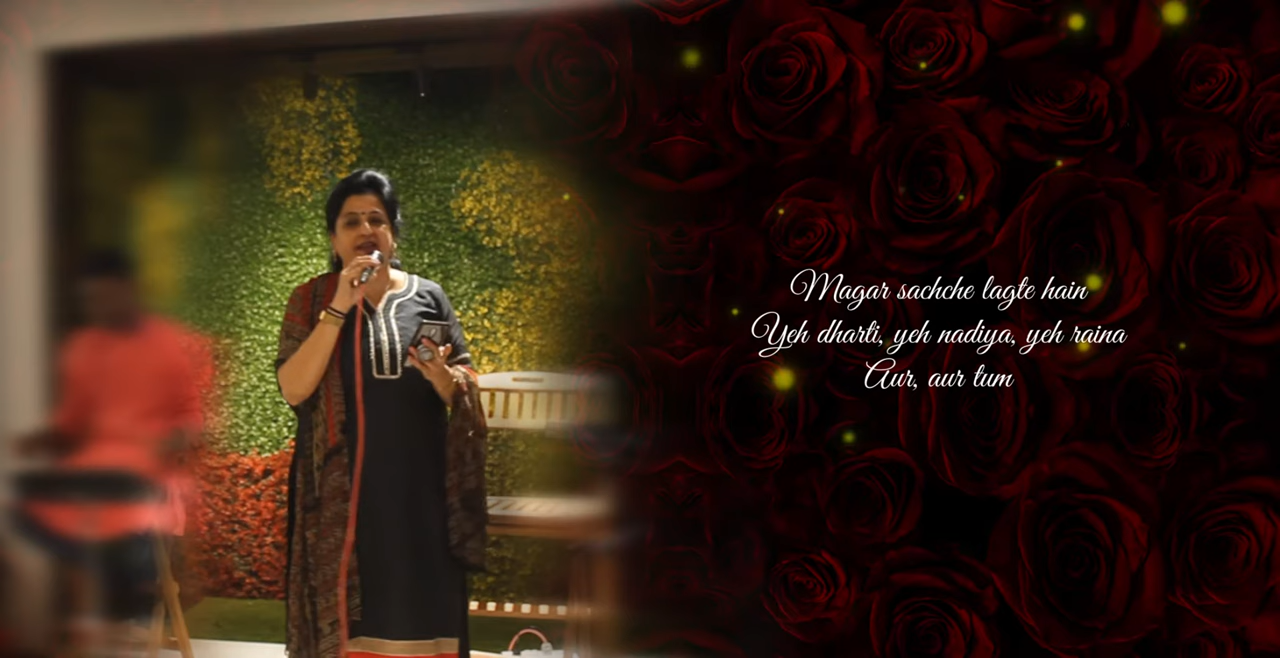 Magar sachche lagte hain
Yeh dharti, yeh nadiya, yeh raina
Aur, aur tum